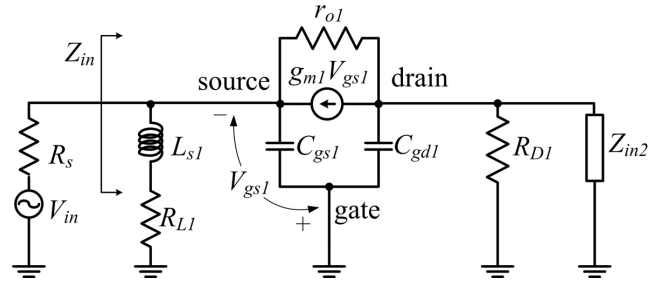 r_o1
Z_in
source
g_m1V_gs1
drain
R_s
L_s1
−
C_gs1
C_gd1
R_D1
Z_in2
V_in
R_L1
V_gs1
+
gate